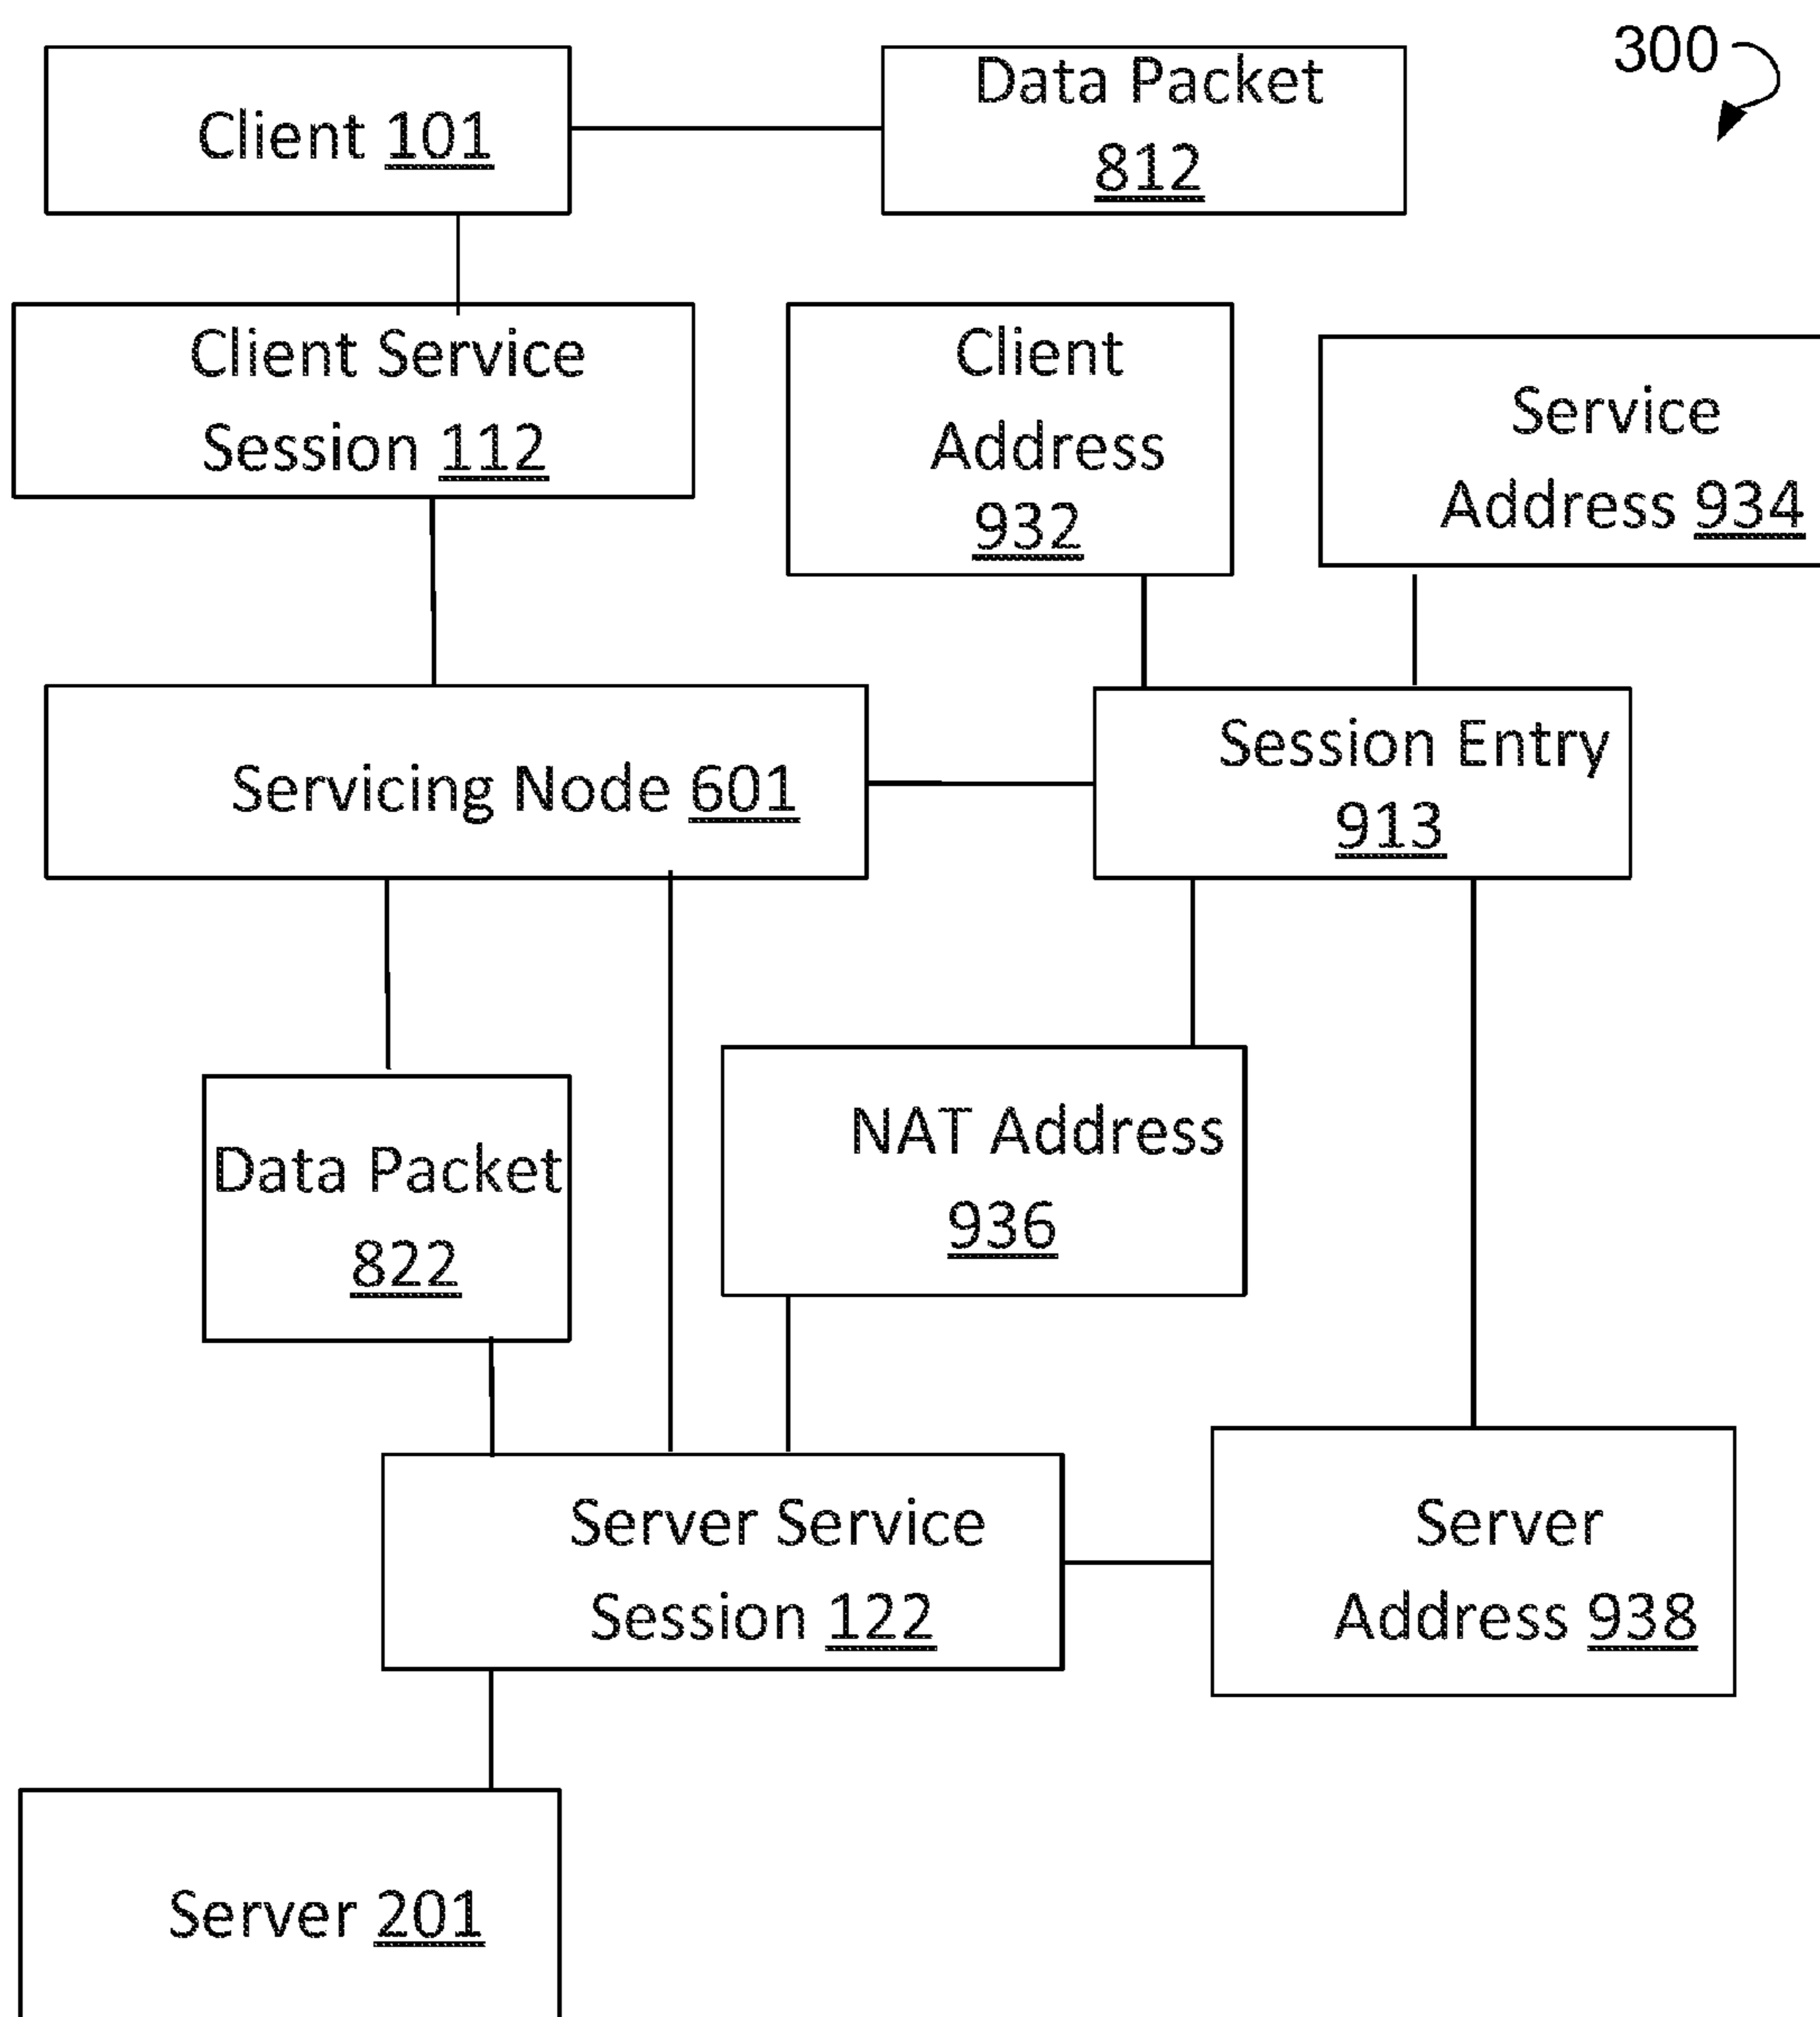 300
Client 101
Data Packet
812
Client Service
Session 112
Client
Address
932
Service
Address 934
Servicing Node 601
Session Entry
913
Data Packet
822
NAT Address
936
Server Service
Session 122
Server
Address 938
Server 201